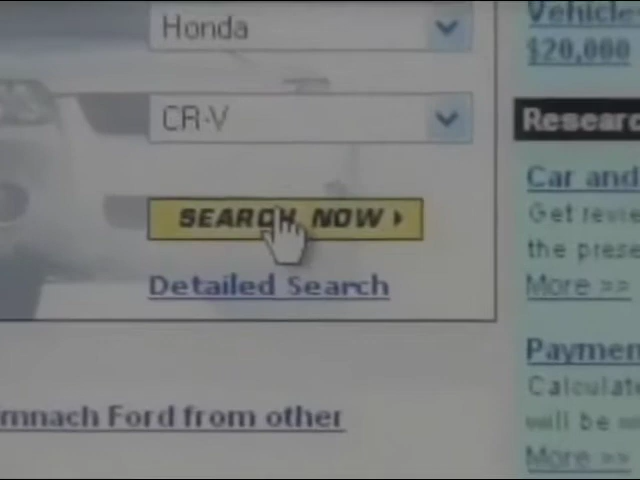 Honda
Vehicle-
$20,000
CR-V
Researc
Car and
SEARCH NOW
Get revie
the prese
Detailed Search
More >>
Paymen
Calculate
mnach Ford from other
will be
More >>